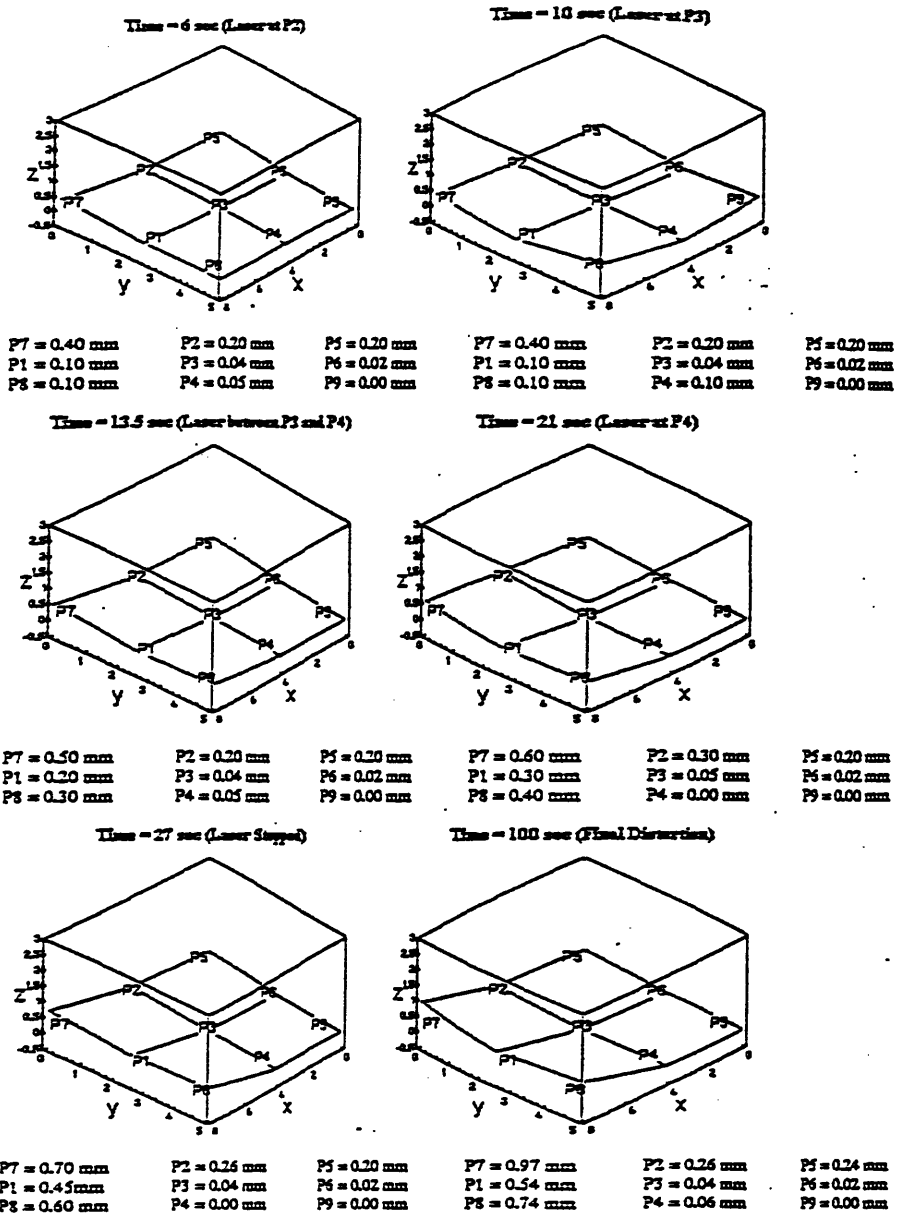 Time = 6 sec (Laser at P2)
Time = 10 sec (Laser at P3)
P7 = 0.40 mm P2 = 0.20 mm P5 = 0.20 mm P7 = 0.40 mm P2 = 0.20 mm P5 = 0.20 mm
P1 = 0.10 mm P3 = 0.04 mm P6 = 0.02 mm P1 = 0.10 mm P3 = 0.04 mm P6 = 0.02 mm
P8 = 0.10 mm P4 = 0.05 mm P9 = 0.00 mm P8 = 0.10 mm P4 = 0.10 mm P9 = 0.00 mm
Time = 13.5 sec (Laser between P3 and P4)
Time = 21 sec (Laser at P4)
P7 = 0.50 mm P2 = 0.20 mm P5 = 0.20 mm P7 = 0.60 mm P2 = 0.30 mm P5 = 0.20 mm
P1 = 0.20 mm P3 = 0.04 mm P6 = 0.02 mm P1 = 0.30 mm P3 = 0.05 mm P6 = 0.02 mm
P8 = 0.30 mm P4 = 0.05 mm P9 = 0.00 mm P8 = 0.40 mm P4 = 0.00 mm P9 = 0.00 mm
Time = 27 sec (Laser Stopped)
Time = 100 sec (Final Distortion)
P7 = 0.70 mm P2 = 0.26 mm P5 = 0.20 mm P7 = 0.97 mm P2 = 0.26 mm P5 = 0.24 mm
P1 = 0.45mm P3 = 0.04 mm P6 = 0.02 mm P1 = 0.54 mm P3 = 0.04 mm P6 = 0.02 mm
P8 = 0.60 mm P4 = 0.00 mm P9 = 0.00 mm P8 = 0.74 mm P4 = 0.06 mm P9 = 0.00 mm